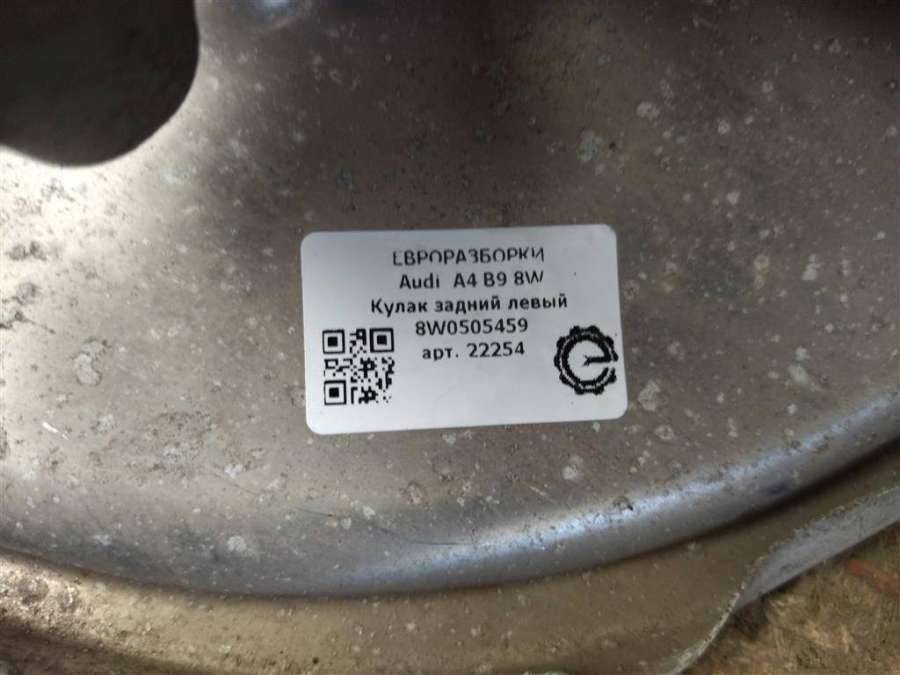 ЕВРОРАЗБОРКИ
Audi A4 B9 8W
Кулак задний левый
8W0505459
арт. 22254